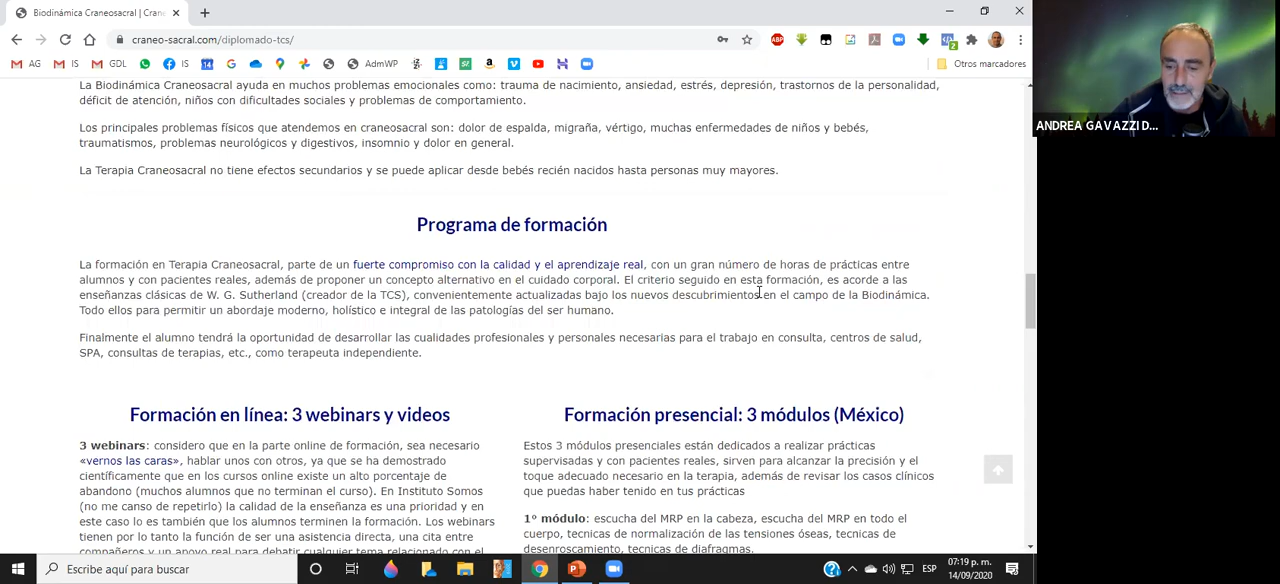 Biodinámica Craneosacral | Crane
craneo-sacral.com/diplomado-tcs/
ABP
2
AG
IS
GDL
IS
AdmWP
Otros marcadores
ANDREA GAVAZZI D...
La Biodinámica Craneosacral ayuda en muchos problemas emocionales como: trauma de nacimiento, ansiedad, estrés, depresión, trastornos de la personalidad,
déficit de atención, niños con dificultades sociales y problemas de comportamiento.
Los principales problemas físicos que atendemos en craneosacral son: dolor de espalda, migraña, vértigo, muchas enfermedades de niños y bebés,
traumatismos, problemas neurológicos y digestivos, insomnio y dolor en general.
La Terapia Craneosacral no tiene efectos secundarios y se puede aplicar desde bebés recién nacidos hasta personas muy mayores.
Programa de formación
La formación en Terapia Craneosacral, parte de un fuerte compromiso con la calidad y el aprendizaje real, con un gran número de horas de prácticas entre
alumnos y con pacientes reales, además de proponer un concepto alternativo en el cuidado corporal. El criterio seguido en esta formación, es acorde a las
enseñanzas clásicas de W. G. Sutherland (creador de la TCS), convenientemente actualizadas bajo los nuevos descubrimientos en el campo de la Biodinámica.
Todo ellos para permitir un abordaje moderno, holístico e integral de las patologías del ser humano.
Finalmente el alumno tendrá la oportunidad de desarrollar las cualidades profesionales y personales necesarias para el trabajo en consulta, centros de salud,
SPA, consultas de terapias, etc., como terapeuta independiente.
Formación en línea: 3 webinars y videos
3 webinars: considero que en la parte online de formación, sea necesario
«vernos las caras», hablar unos con otros, ya que se ha demostrado
científicamente que en los cursos online existe un alto porcentaje de
abandono (muchos alumnos que no terminan el curso). En Instituto Somos
(no me canso de repetirlo) la calidad de la enseñanza es una prioridad y en
este caso lo es también que los alumnos terminen la formación. Los webinars
tienen por lo tanto la función de ser una asistencia directa, una cita entre
compañeros y un apoyo real para debatir cualquier tema relacionado con el
Formación presencial: 3 módulos (México)
Estos 3 módulos presenciales están dedicados a realizar prácticas
supervisadas y con pacientes reales, sirven para alcanzar la precisión y el
toque adecuado necesario en la terapia, además de revisar los casos clínicos
que puedas haber tenido en tus prácticas
1º módulo: escucha del MRP en la cabeza, escucha del MRP en todo el
cuerpo, tecnicas de normalización de las tensiones óseas, tecnicas de
desenroscamiento, tecnicas de diafragmas.
Escribe aquí para buscar
ESP
07:19 p. m.
14/09/2020